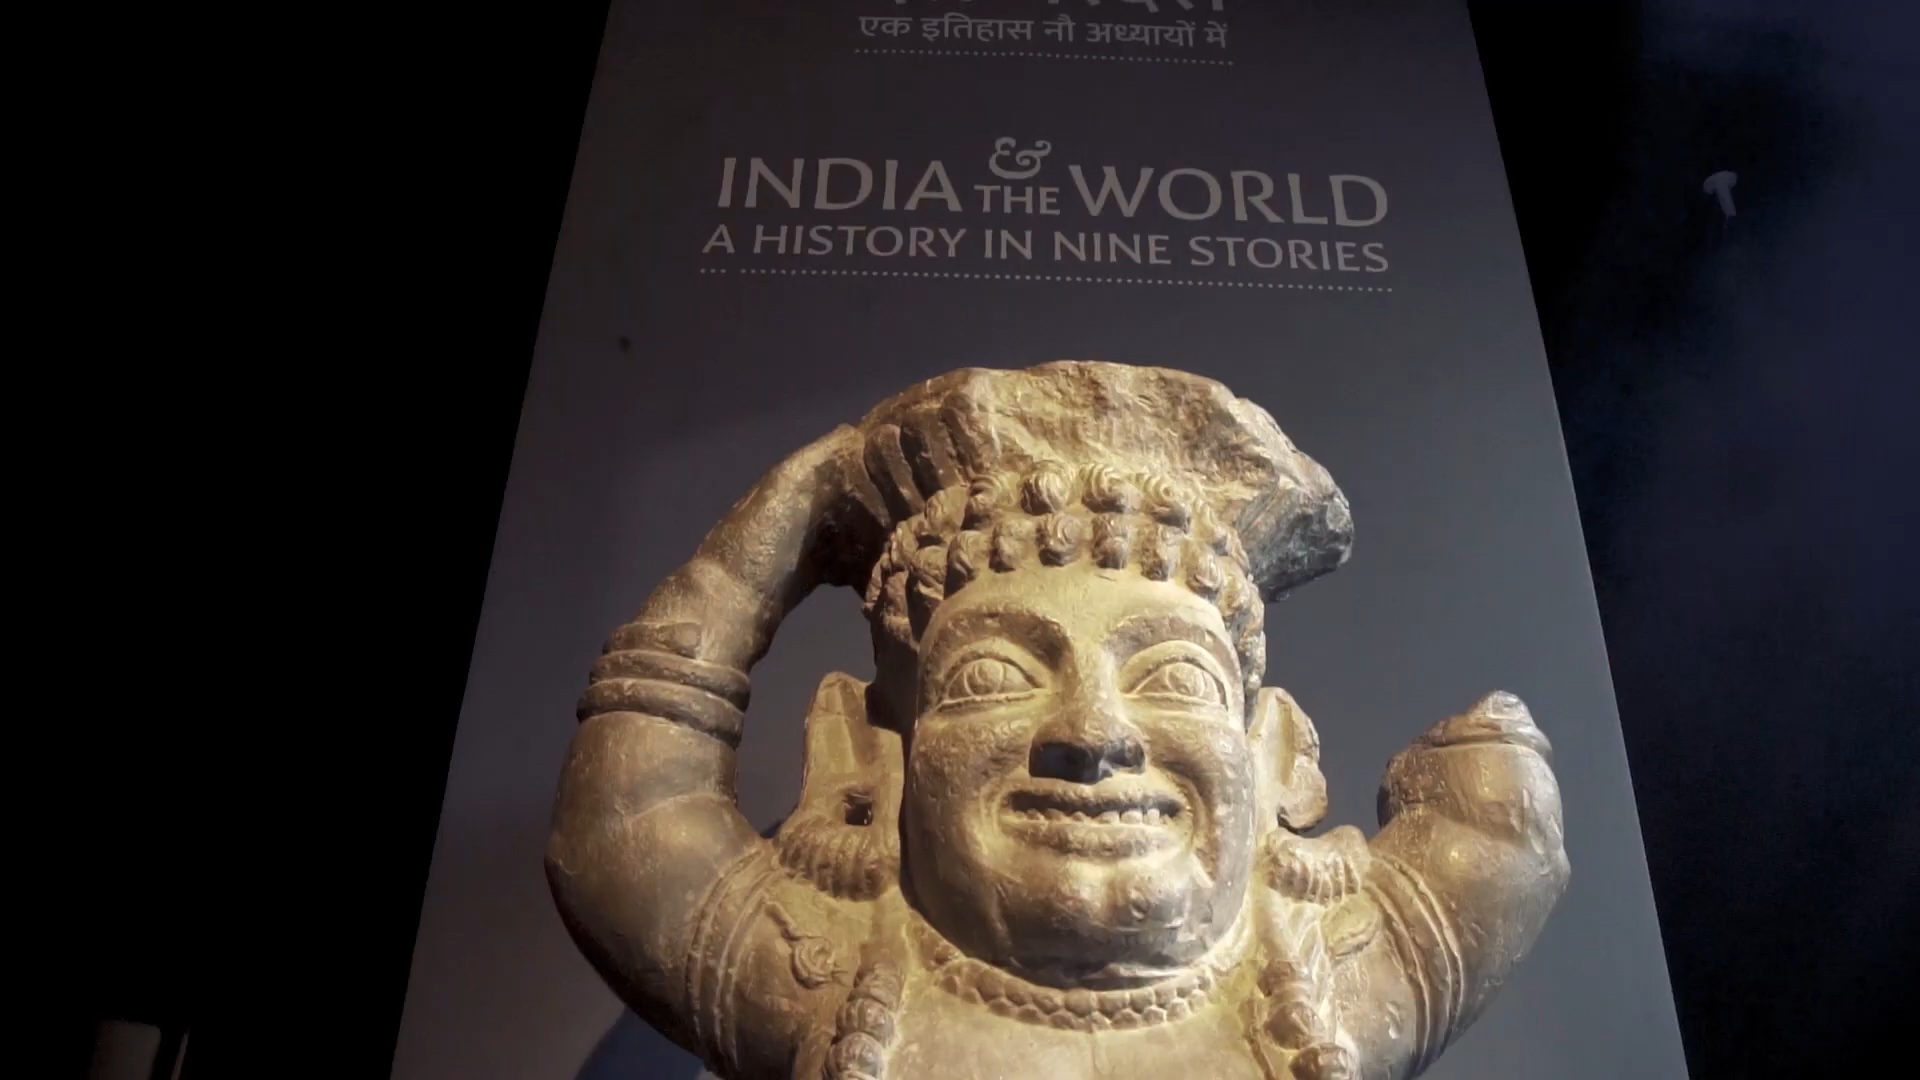 एक इतिहास नौ अध्यायों में
INDIA & THE WORLD
A HISTORY IN NINE STORIES